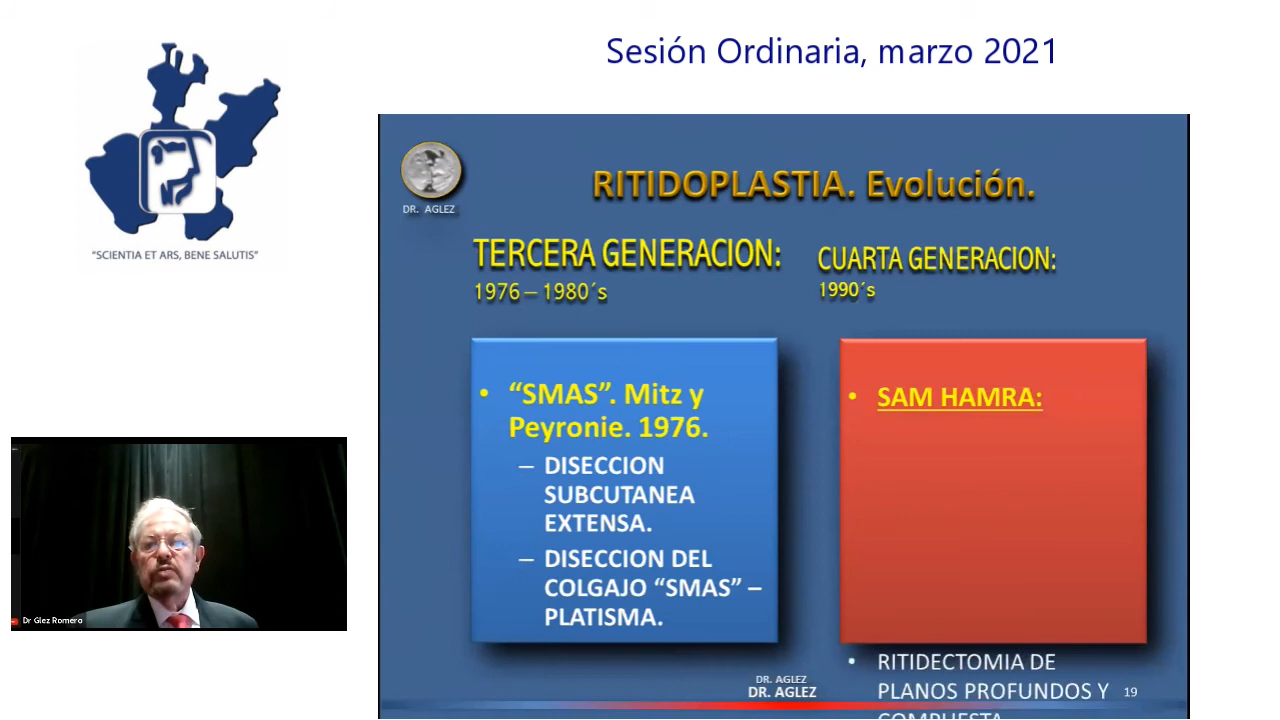 Sesión Ordinaria, marzo 2021
“SCIENTIA ET ARS, BENE SALUTIS”
DR. AGLEZ
RITIDOPLASTIA. Evolución.
TERCERA GENERACION:
1976 – 1980´s
• “SMAS”. Mitz y
Peyronie. 1976.
– DISECCION
SUBCUTANEA
EXTENSA.
– DISECCION DEL
COLGAJO “SMAS” –
PLATISMA.
CUARTA GENERACION:
1990´s
• SAM HAMRA:
• RITIDECTOMIA DE
PLANOS PROFUNDOS Y
COMPUESTA
DR. AGLEZ
DR. AGLEZ
19
Dr Glez Romero